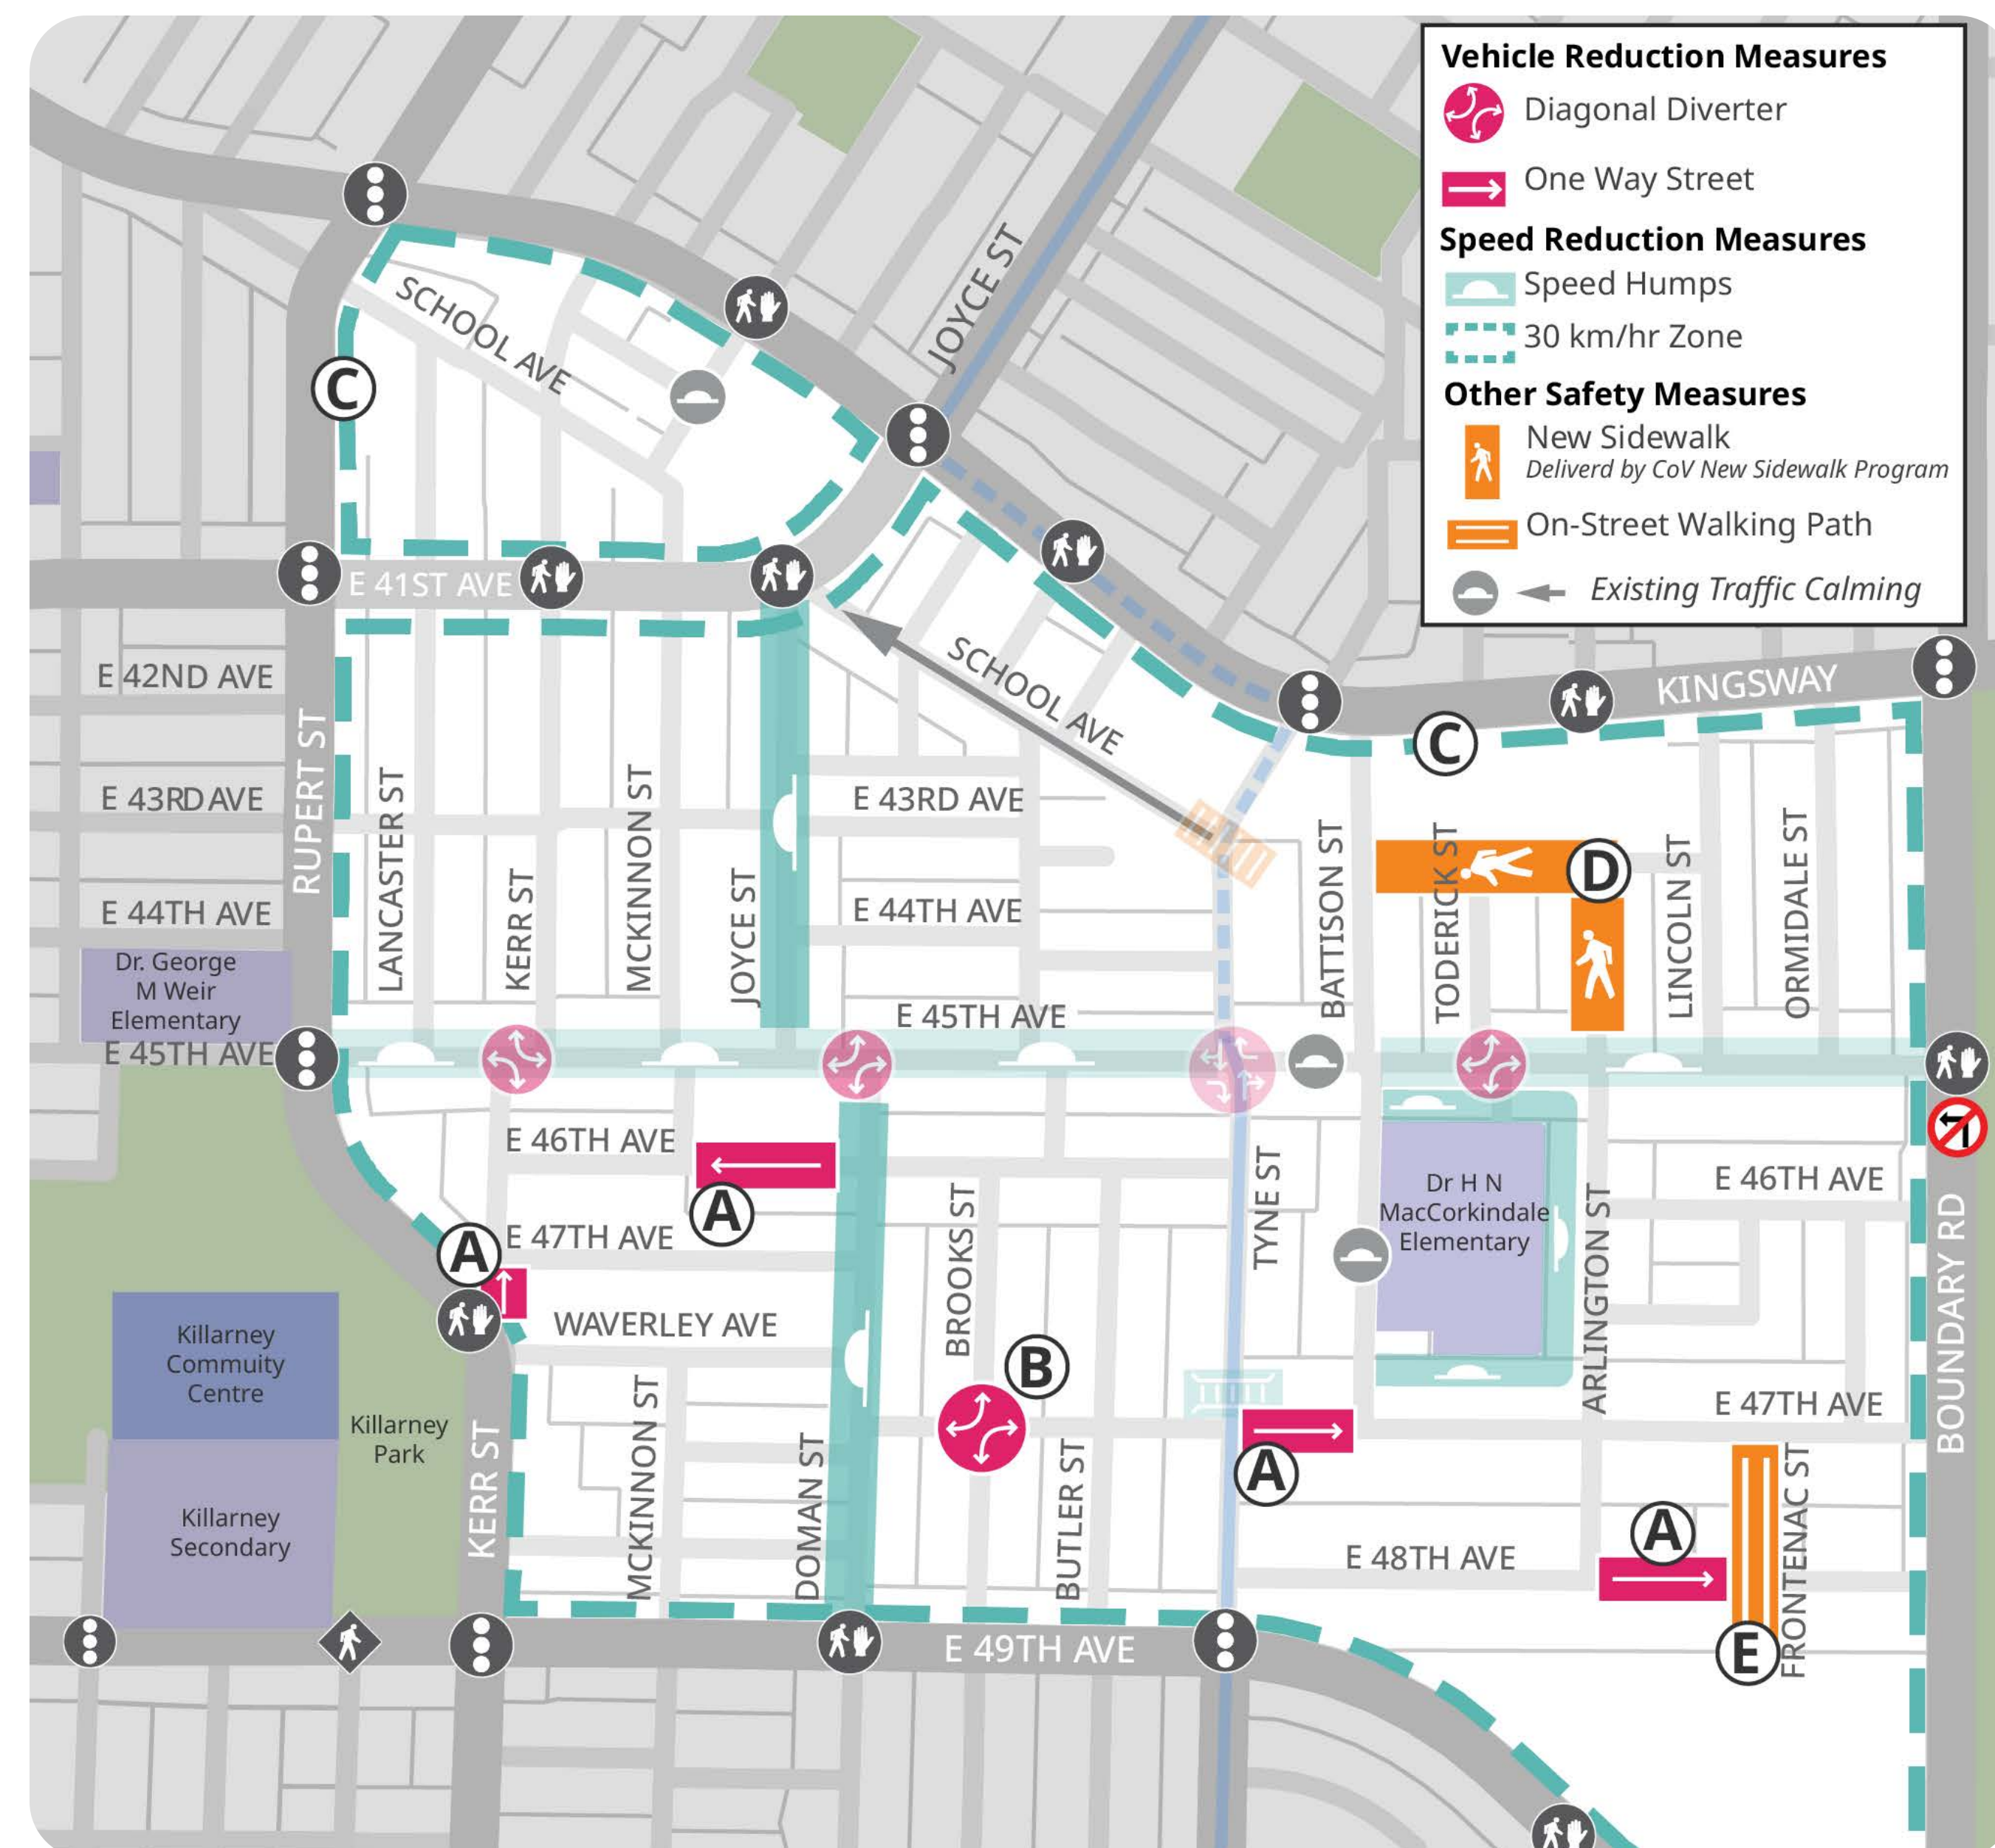 Vehicle Reduction Measures
Diagonal Diverter
One Way Street
Speed Reduction Measures
Speed Humps
30 km/hr Zone
Other Safety Measures
New Sidewalk
Deliverd by CoV New Sidewalk Program
On-Street Walking Path
Existing Traffic Calming
JOYCE ST
SCHOOL AVE
C
E 41ST AVE
SCHOOL AVE
KINGSWAY
C
E 42ND AVE
RUPERT ST
E 43RD AVE
LANCASTER ST
KERR ST
MCKINNON ST
JOYCE ST
E 43RD AVE
E 44TH AVE
E 44TH AVE
BATTISON ST
TODERICK ST
D
LINCOLN ST
ORMIDALE ST
Dr. George
M Weir
Elementary
E 45TH AVE
E 45TH AVE
E 46TH AVE
A
E 47TH AVE
A
WAVERLEY AVE
BROOKS ST
B
TYNE ST
Dr H N
MacCorkindale
Elementary
ARLINGTON ST
E 46TH AVE
BOUNDARY RD
E 47TH AVE
Killarney
Commuity
Centre
Killarney
Park
Killarney
Secondary
KERR ST
MCKINNON ST
DOMAN ST
BUTLER ST
A
E 48TH AVE
A
FRONTENAC ST
E
E 49TH AVE